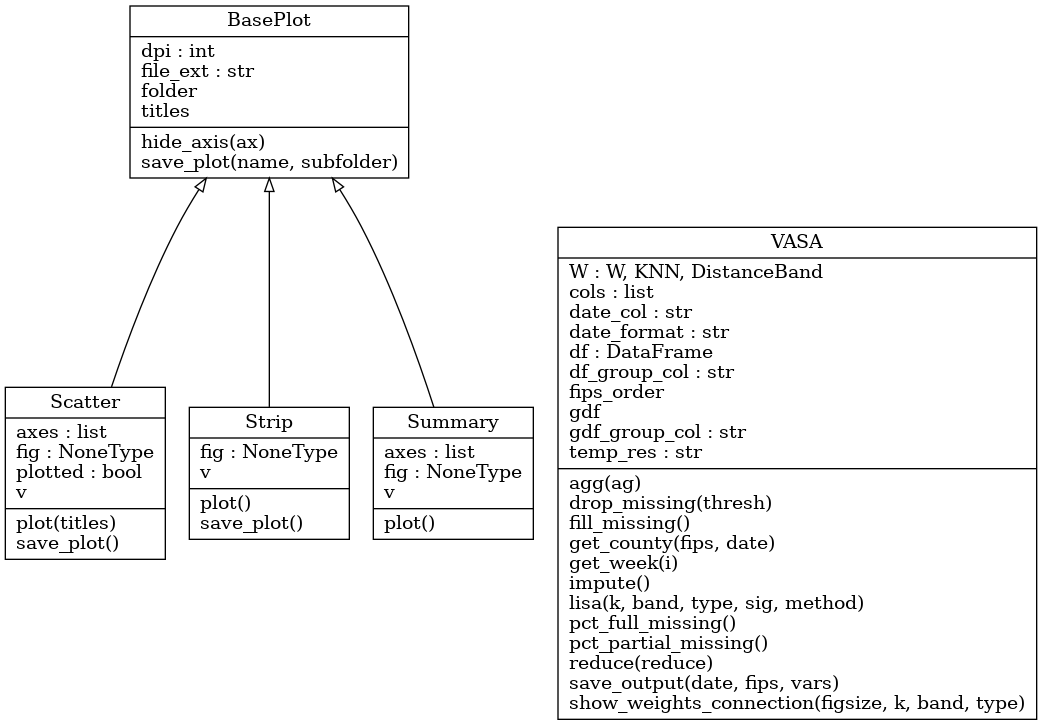 BasePlot
dpi : int
file_ext : str
folder
titles
hide_axis(ax)
save_plot(name, subfolder)
VASA
W : W, KNN, DistanceBand
cols : list
date_col : str
date_format : str
df : DataFrame
df_group_col : str
fips_order
gdf
gdf_group_col : str
temp_res : str
agg(ag)
drop_missing(thresh)
fill_missing()
get_county(fips, date)
get_week(i)
impute()
lisa(k, band, type, sig, method)
pct_full_missing()
pct_partial_missing()
reduce(reduce)
save_output(date, fips, vars)
show_weights_connection(figsize, k, band, type)
Scatter
axes : list
fig : NoneType
plotted : bool
v
plot(titles)
save_plot()
Strip
fig : NoneType
v
plot()
save_plot()
Summary
axes : list
fig : NoneType
v
plot()